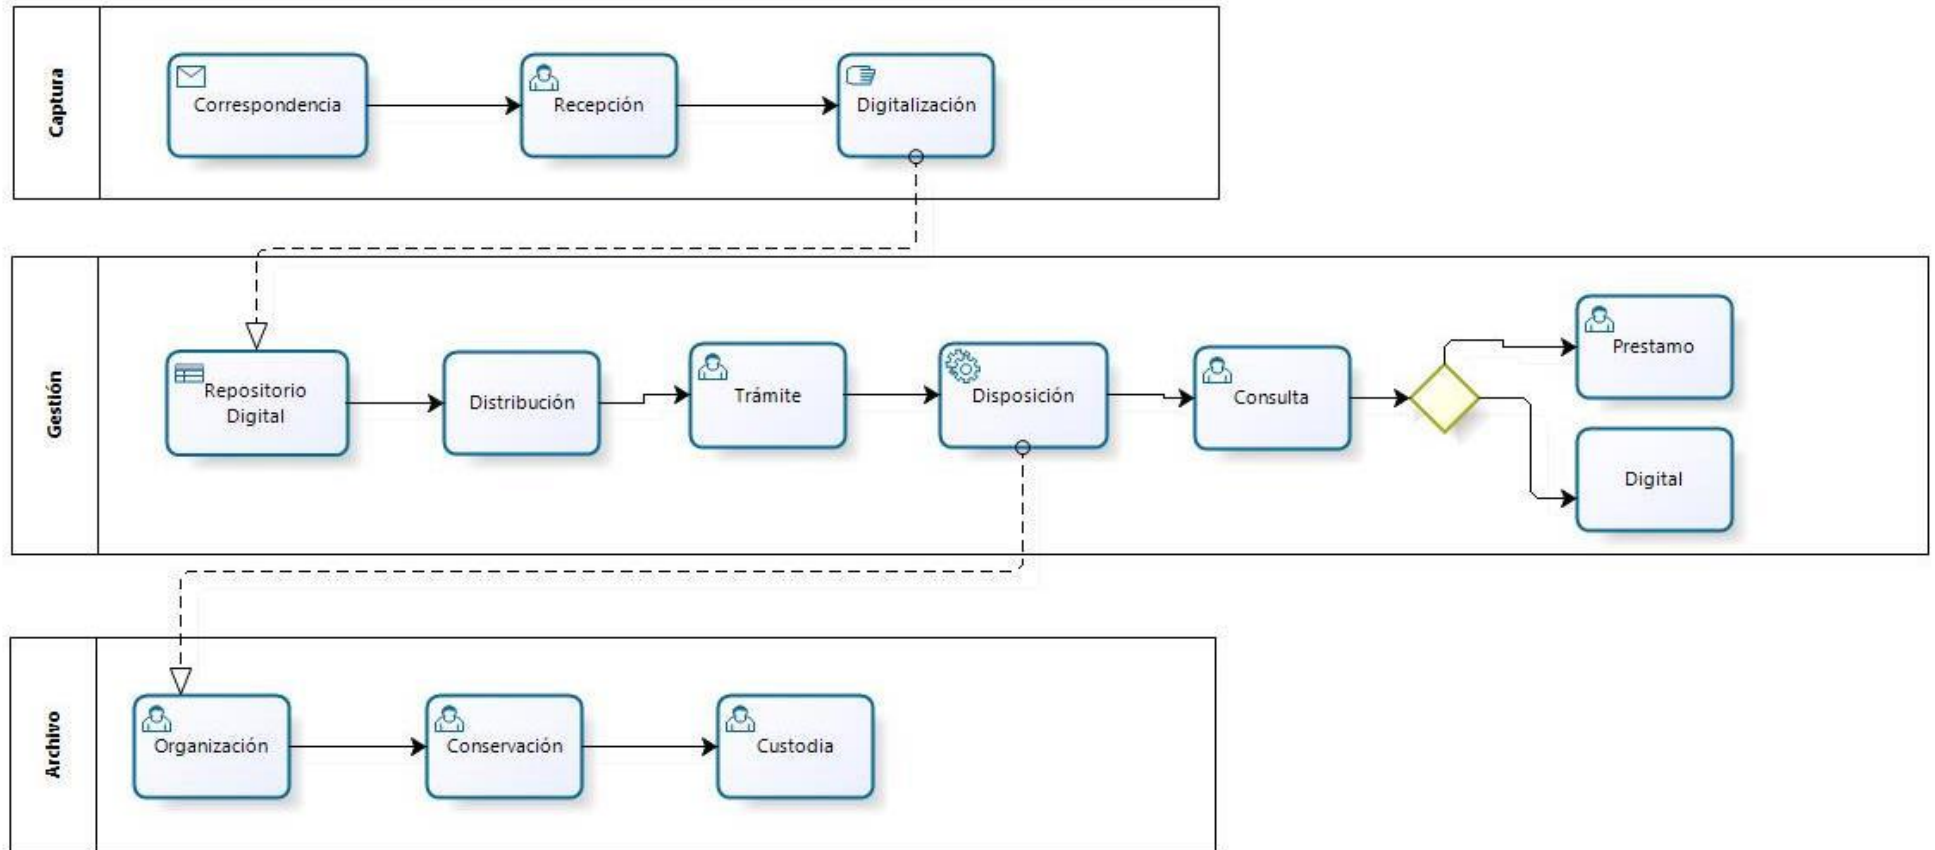 Captura
Correspondencia
Recepción
Digitalización
Gestión
Repositorio
Digital
Distribución
Trámite
Disposición
Consulta
Prestamo
Digital
Archivo
Organización
Conservación
Custodia